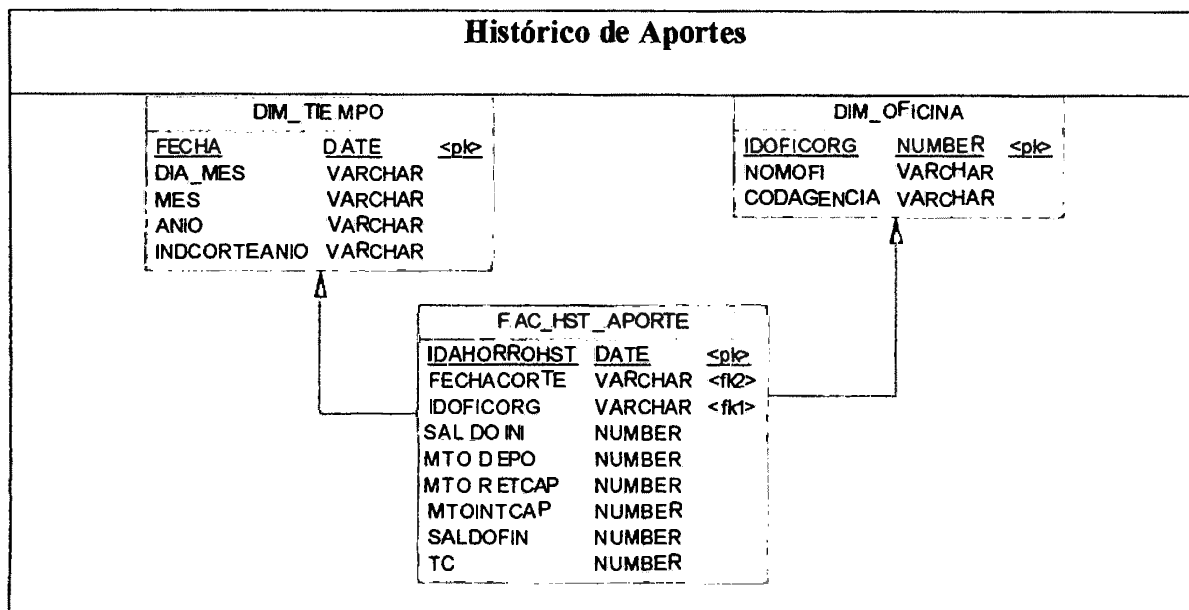 Histórico de Aportes
DIM_TIEMPO
FECHA DATE <pk>
DIA_MES VARCHAR
MES VARCHAR
ANIO VARCHAR
INDCORTEANIO VARCHAR
DIM_OFICINA
IDOFICORG NUMBER <pk>
NOMOFI VARCHAR
CODAGENCIA VARCHAR
FAC_HST_APORTE
IDAHORROHST DATE <pk>
FECHACORTE VARCHAR <fk2>
IDOFICORG VARCHAR <fk1>
SALDOINI NUMBER
MTODEPO NUMBER
MTORETCAP NUMBER
MTOINTCAP NUMBER
SALDOFIN NUMBER
TC NUMBER